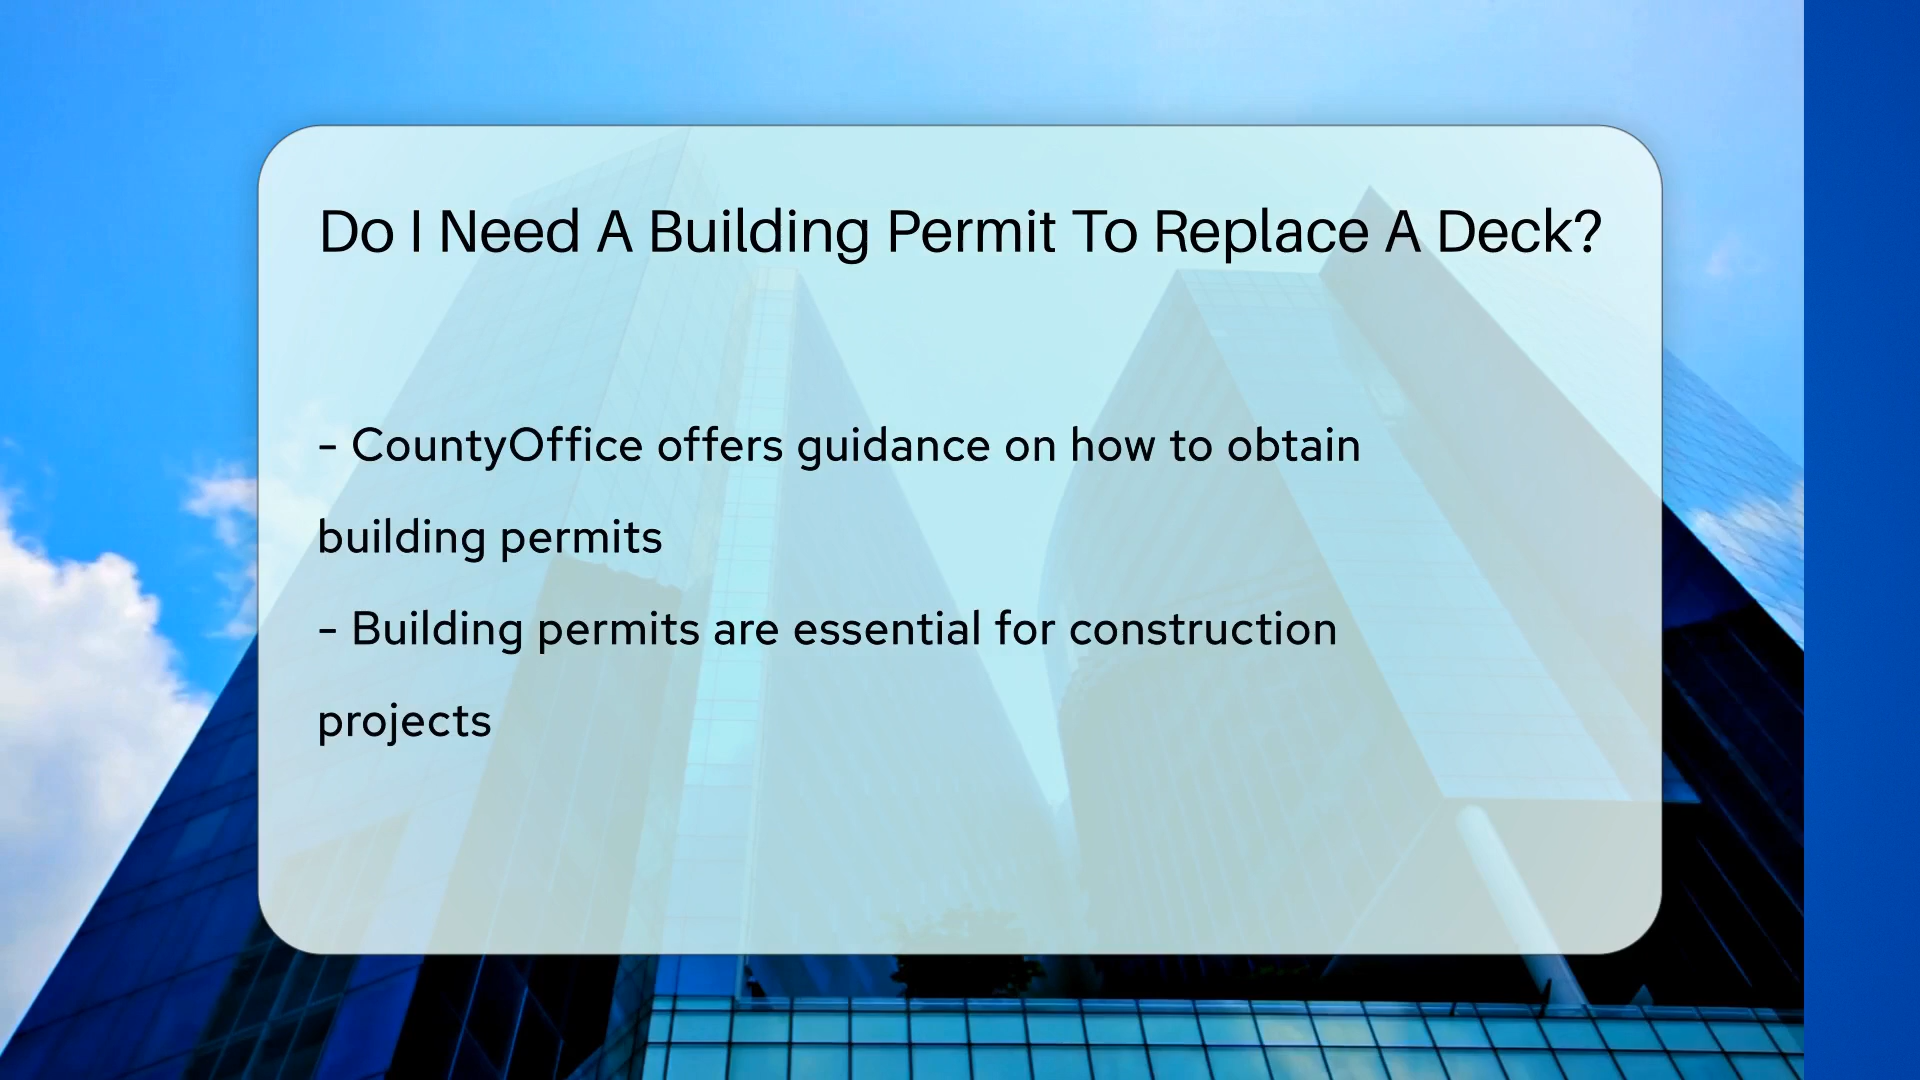 Do I Need A Building Permit To Replace A Deck?
- CountyOffice offers guidance on how to obtain
building permits
- Building permits are essential for construction
projects